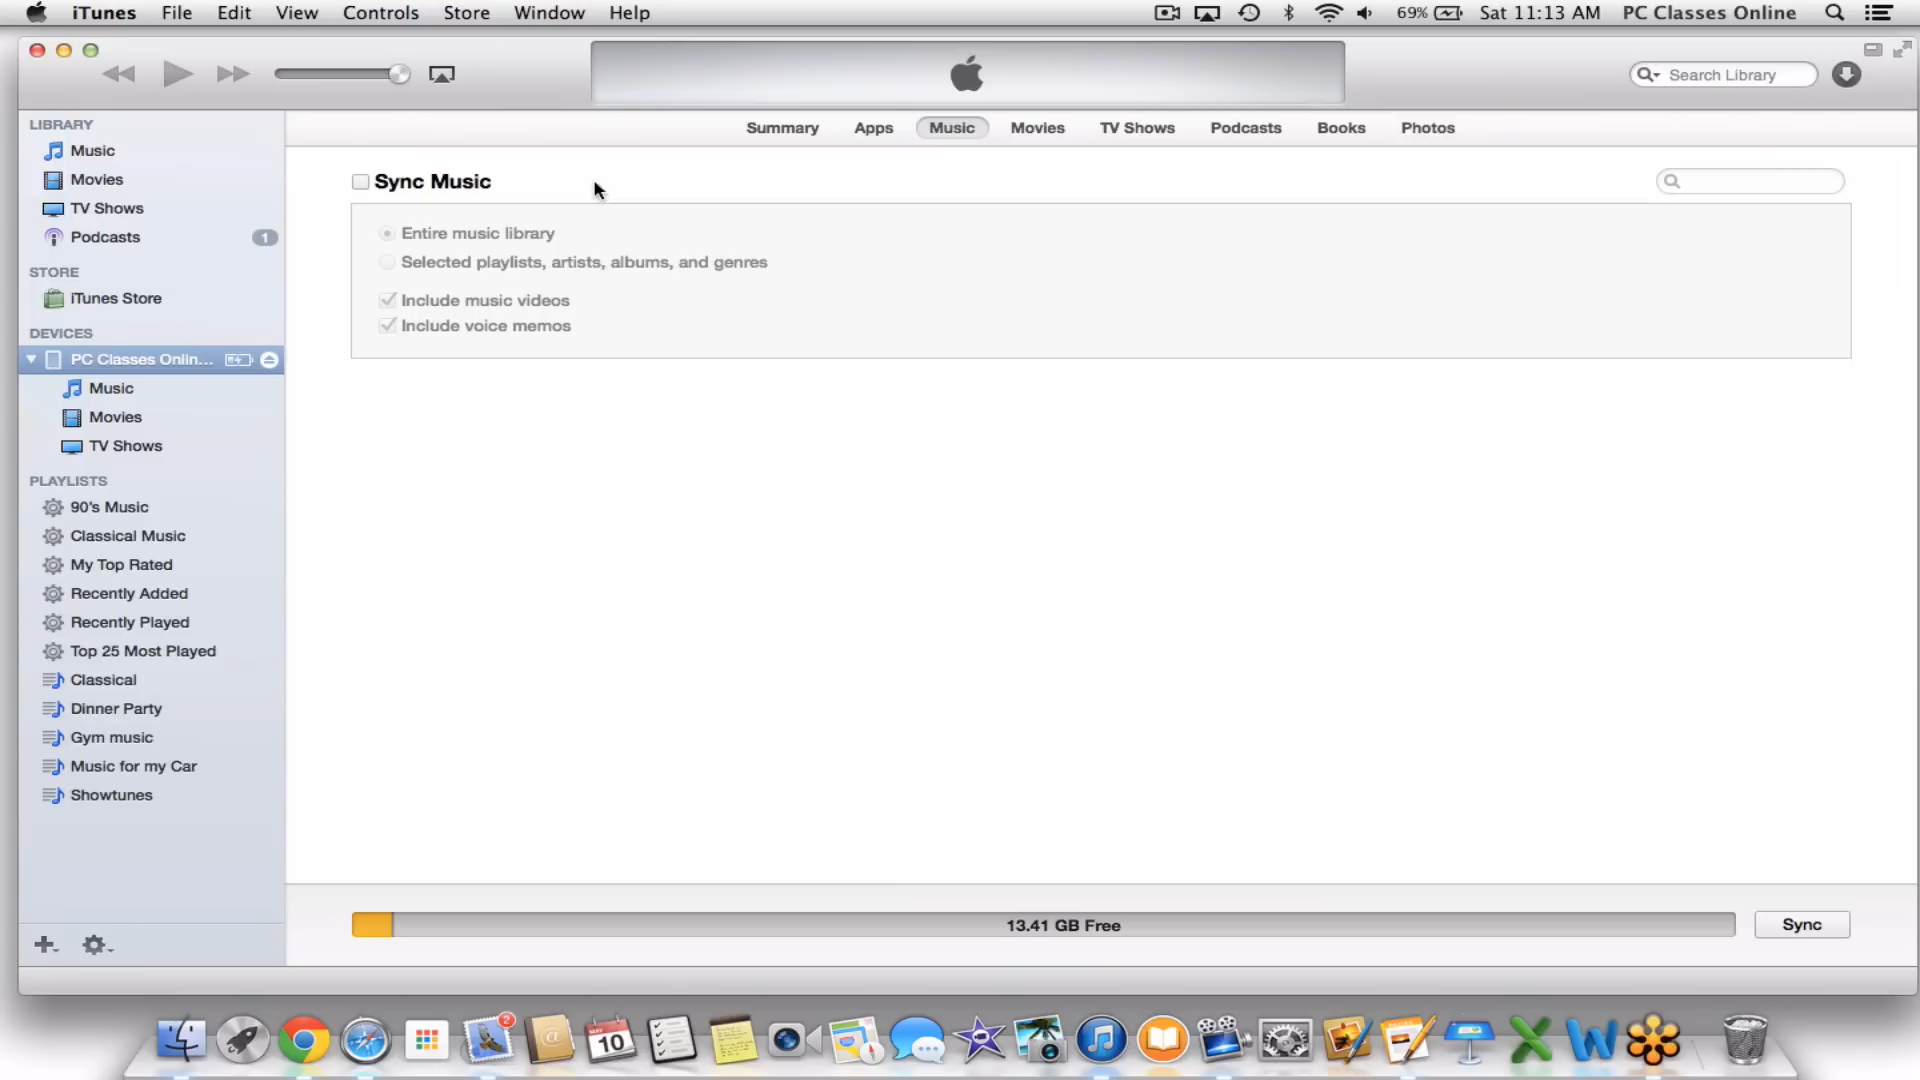 iTunes File Edit View Controls Store Window Help 69% Sat 11:13 AM PC Classes Online
Search Library
LIBRARY
Music
Movies
TV Shows
Podcasts 1
STORE
iTunes Store
DEVICES
PC Classes Onlin...
Music
Movies
TV Shows
PLAYLISTS
90's Music
Classical Music
My Top Rated
Recently Added
Recently Played
Top 25 Most Played
Classical
Dinner Party
Gym music
Music for my Car
Showtunes
Summary Apps Music Movies TV Shows Podcasts Books Photos
Sync Music
Entire music library
Selected playlists, artists, albums, and genres
Include music videos
Include voice memos
13.41 GB Free
Sync
2
MAY
10